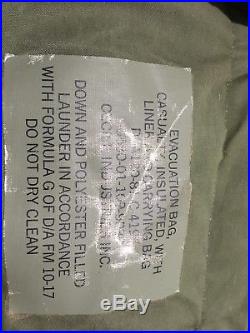 EVACUATION BAG,
CASUALTY, INSULATED, WITH
LINER AND CARRYING BAG
INC.
DOWN AND POLYESTER FILLED
LAUNDER IN ACCORDANCE
WITH FORMULA G OF D/A FM 10-17
DO NOT DRY CLEAN